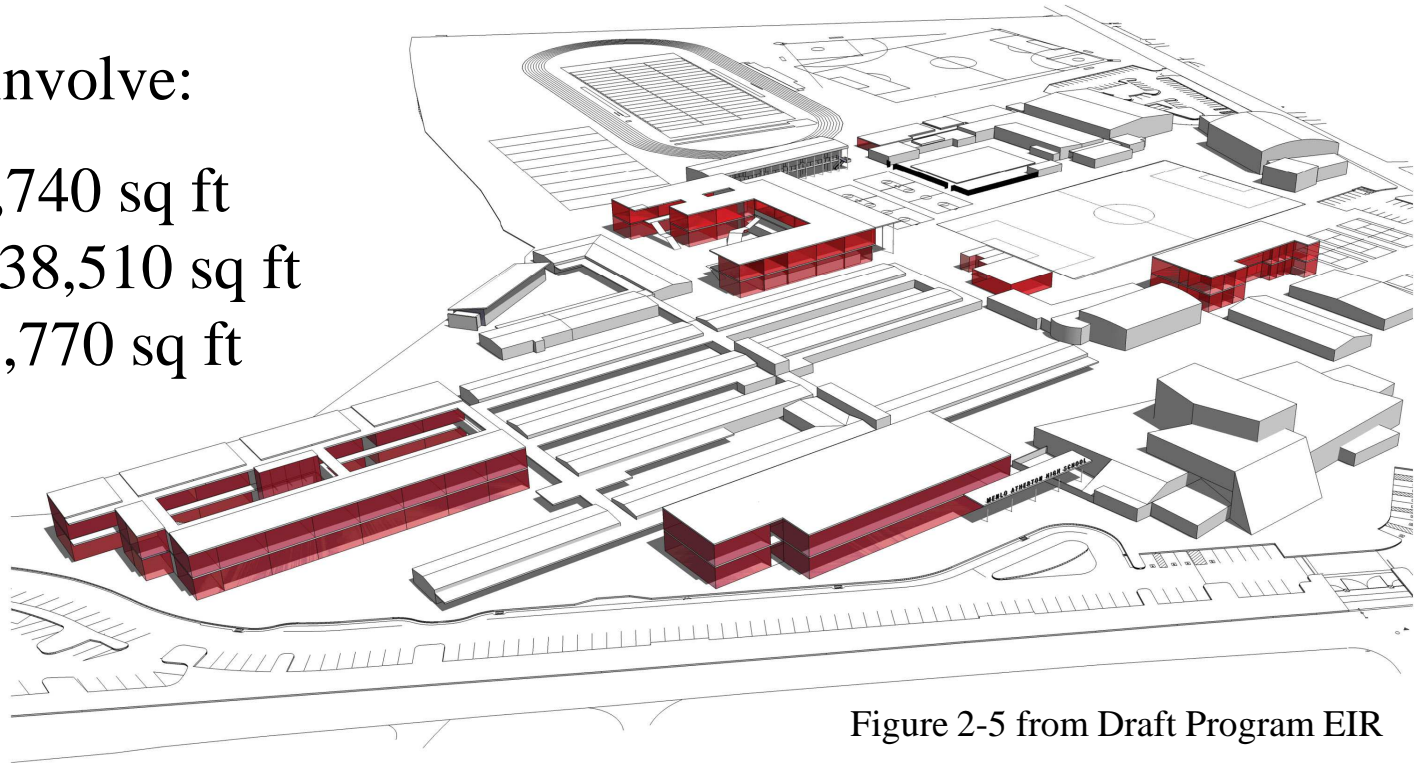 nvolve:
,740 sq ft
38,510 sq ft
,770 sq ft
MENLO ATHERTON HIGH SCHOOL
Figure 2-5 from Draft Program EIR